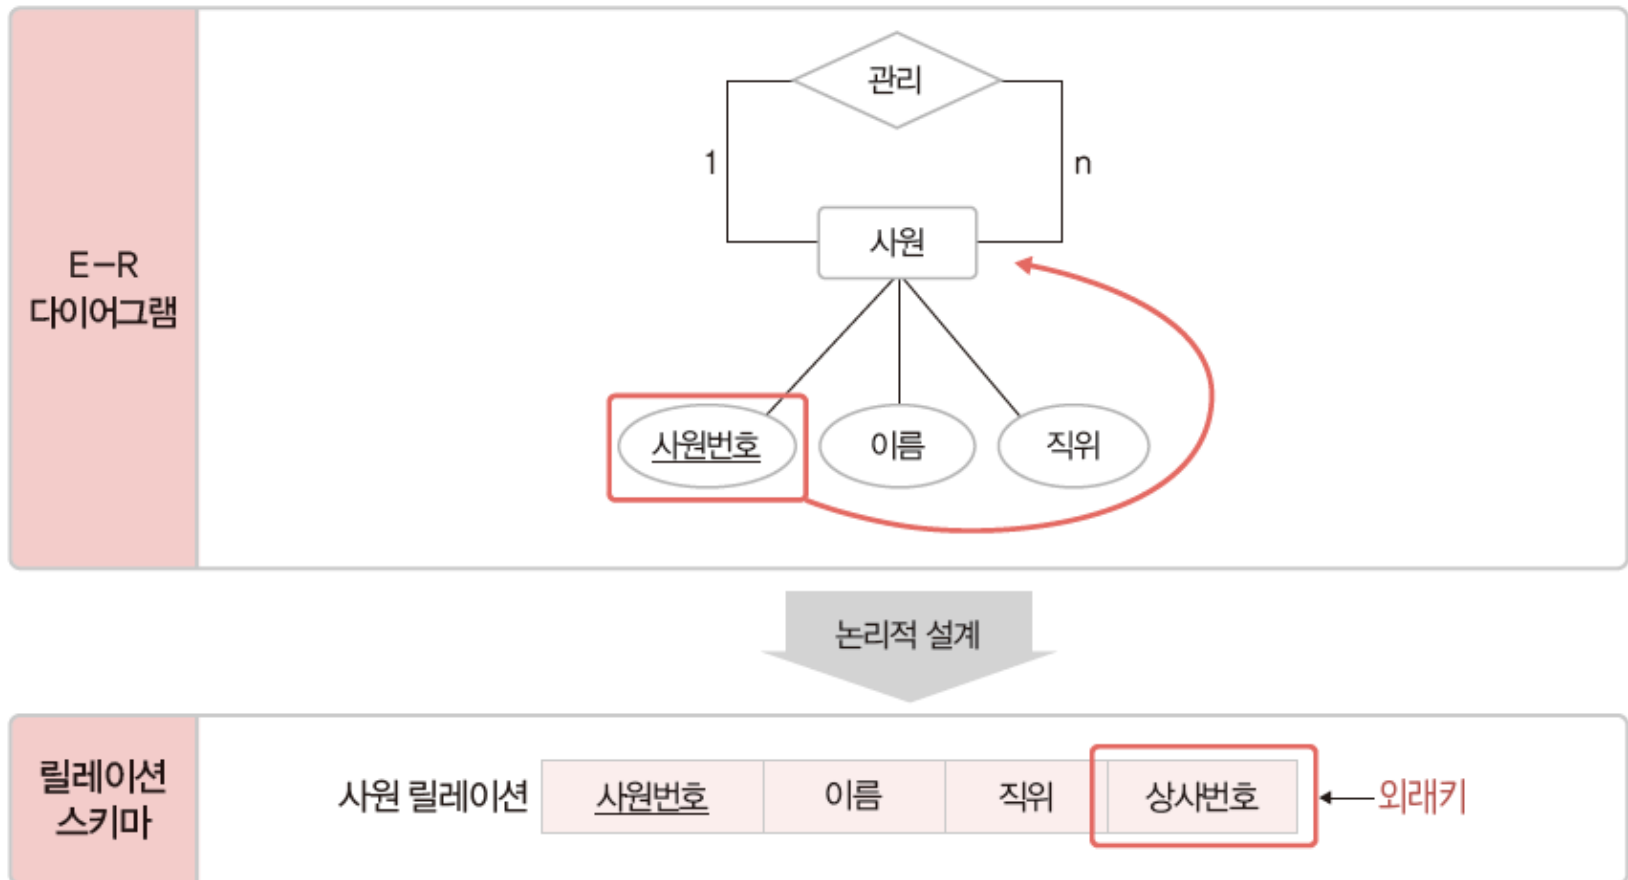 E-R
다이어그램
관리
1
n
사원
사원번호
이름
직위
논리적 설계
릴레이션
스키마
사원 릴레이션
사원번호
이름
직위
상사번호
외래키